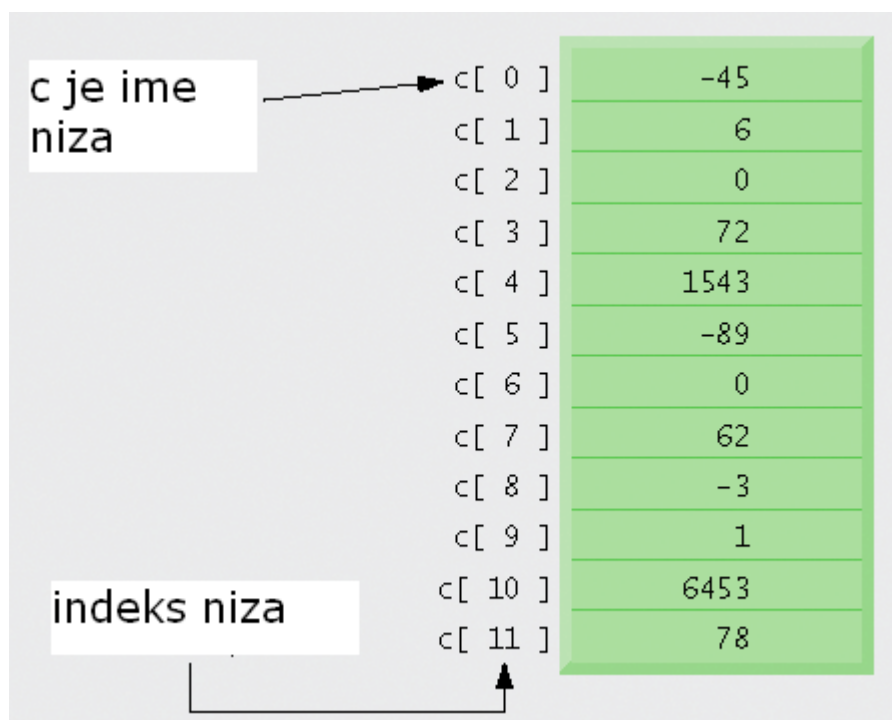 c je ime
niza
c[ 0 ] -45
c[ 1 ] 6
c[ 2 ] 0
c[ 3 ] 72
c[ 4 ] 1543
c[ 5 ] -89
c[ 6 ] 0
c[ 7 ] 62
c[ 8 ] -3
c[ 9 ] 1
c[ 10 ] 6453
indeks niza
c[ 11 ] 78